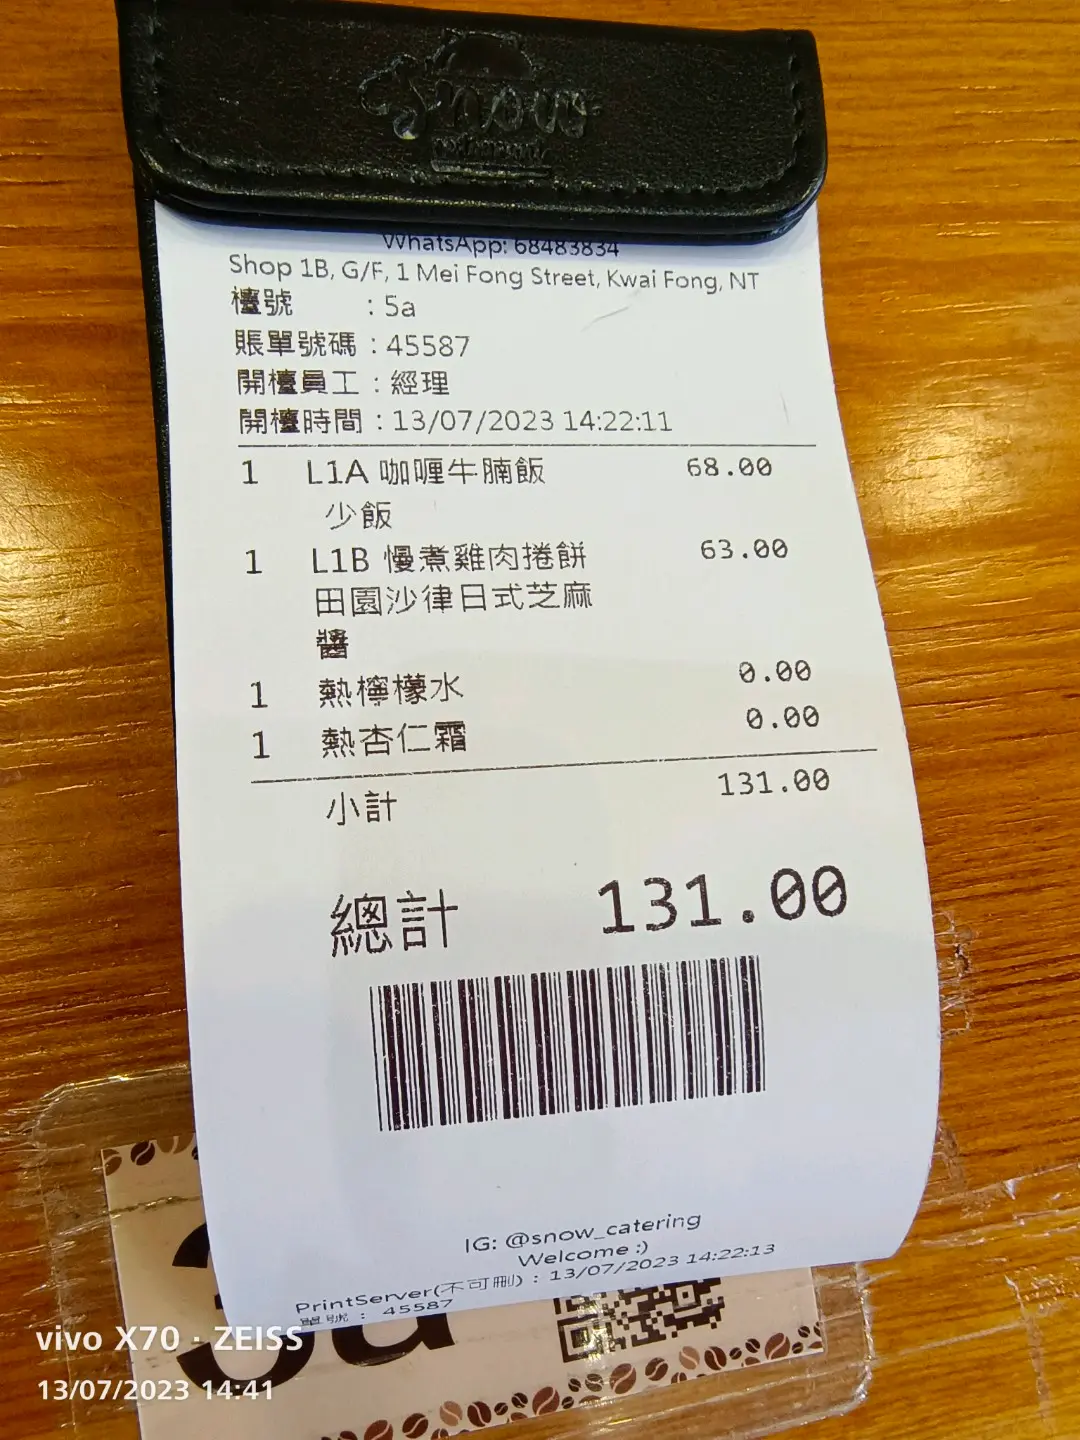 Snow
WhatsApp: 68483834
Shop 1B, G/F, 1 Mei Fong Street, Kwai Fong, NT
檯號 : 5a
賬單號碼 : 45587
開檯員工 : 經理
開檯時間 : 13/07/2023 14:22:11
1 L1A 咖喱牛腩飯 68.00
少飯
1 L1B 慢煮雞肉捲餅 63.00
田園沙律日式芝麻
醬
1 熱檸檬水 0.00
1 熱杏仁霜 0.00
小計 131.00
總計 131.00
IG: @snow_catering
Welcome :)
PrintServer(不可刪) : 13/07/2023 14:22:13
單號 : 45587
vivo X70 · ZEISS
13/07/2023 14:41